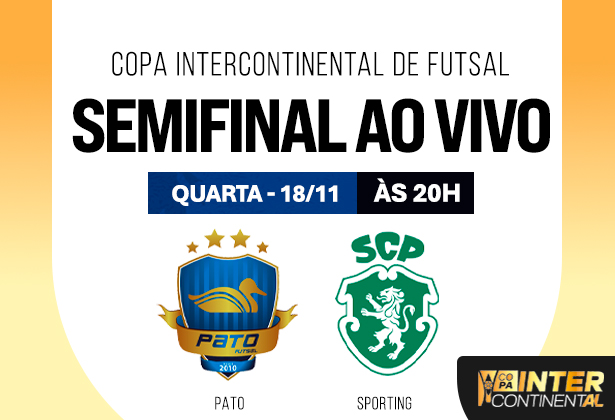 COPA INTERCONTINENTAL DE FUTSAL
SEMIFINAL AO VIVO
QUARTA - 18/11 ÀS 20H
SCP
PATO
FUTSAL
2010
PATO SPORTING
COPA
INTER
CONTINENTAL